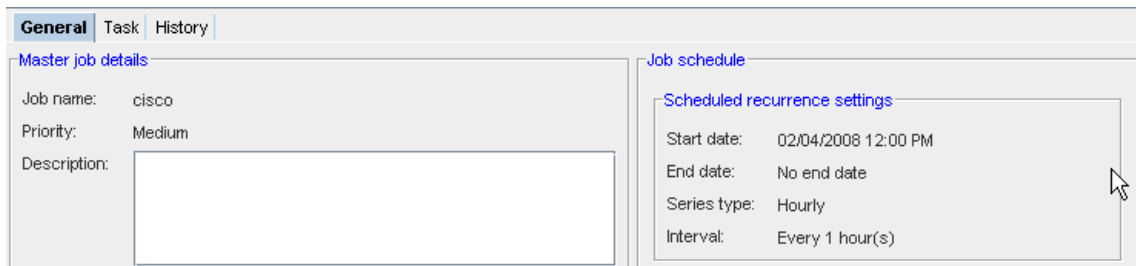 General Task History
Master job details
Job name: cisco
Priority: Medium
Description:
Job schedule
Scheduled recurrence settings
Start date: 02/04/2008 12:00 PM
End date: No end date
Series type: Hourly
Interval: Every 1 hour(s)